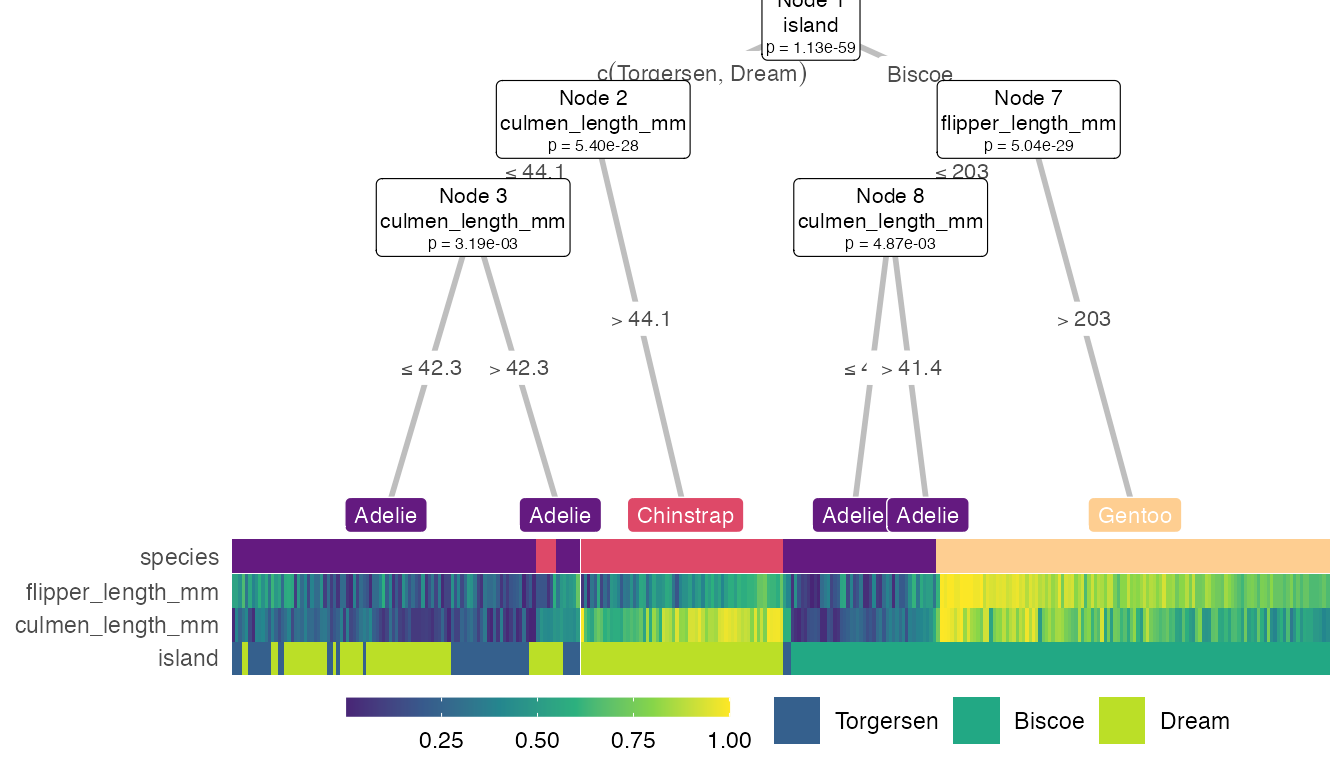 Node 1
island
p = 1.13e-59
c(Torgersen, Dream)
Biscoe
Node 2
culmen_length_mm
p = 5.40e-28
Node 7
flipper_length_mm
p = 5.04e-29
≤ 44.1
≤ 203
Node 3
culmen_length_mm
p = 3.19e-03
Node 8
culmen_length_mm
p = 4.87e-03
> 44.1
> 203
≤ 42.3
> 42.3
≤
> 41.4
Adelie
Adelie
Chinstrap
Adelie
Adelie
Gentoo
species
flipper_length_mm
culmen_length_mm
island
0.25 0.50 0.75 1.00
Torgersen Biscoe Dream